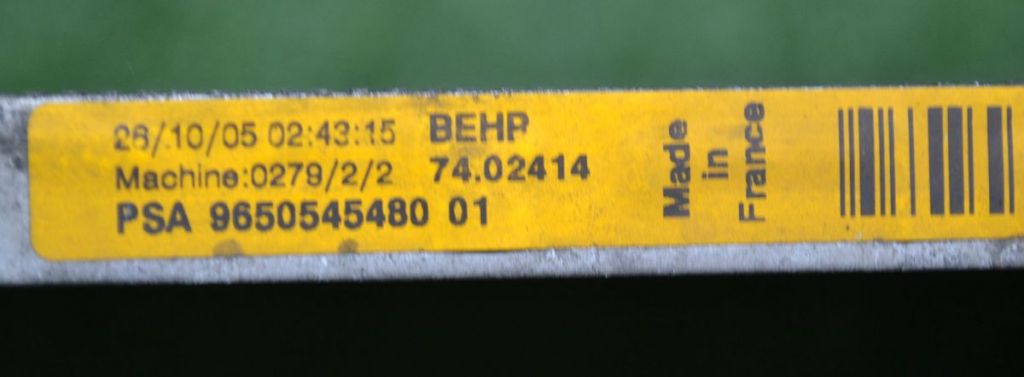 26/10/05 02:43:15 BEHR
Machine:0279/2/2 74.02414
PSA 9650545480 01
Made
in
France